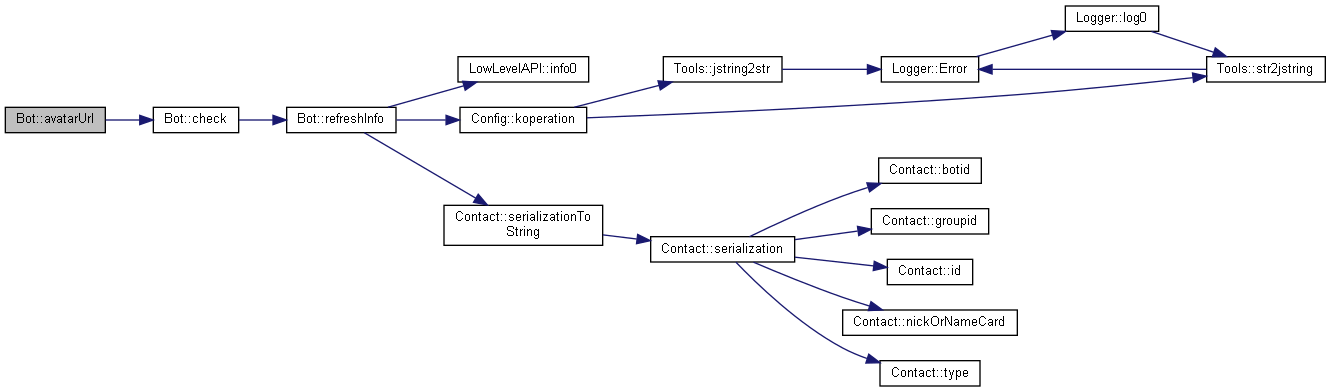 Bot::avatarUrl
Bot::check
Bot::refreshInfo
LowLevelAPI::info0
Config::koperation
Tools::jstring2str
Logger::Error
Logger::log0
Tools::str2jstring
Contact::serializationTo
String
Contact::serialization
Contact::botid
Contact::groupid
Contact::id
Contact::nickOrNameCard
Contact::type